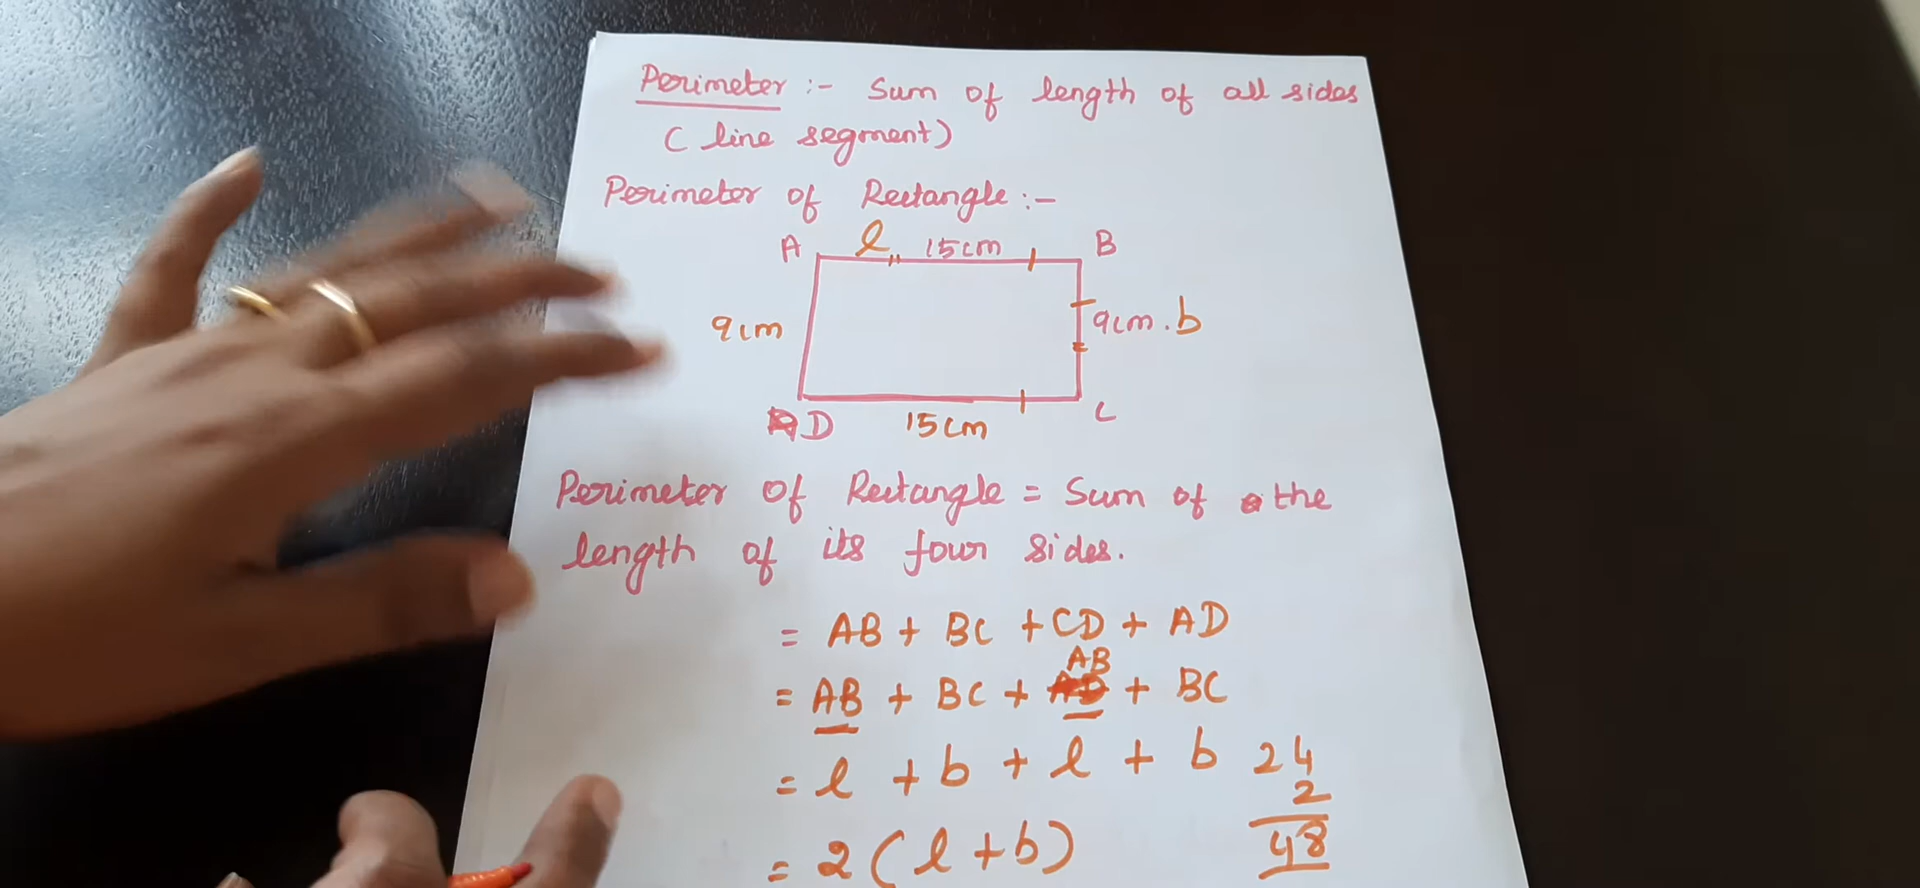 Perimeter :- Sum of length of all sides
( line segment)
Perimeter of Rectangle :-
A l 15cm B
9cm 9cm . b
D 15cm C
Perimeter of Rectangle = Sum of the
length of its four sides.
= AB + BC + CD + AD
AB
= AB + BC + AD + BC
= l + b + l + b 24
2
= 2 ( l + b) 48